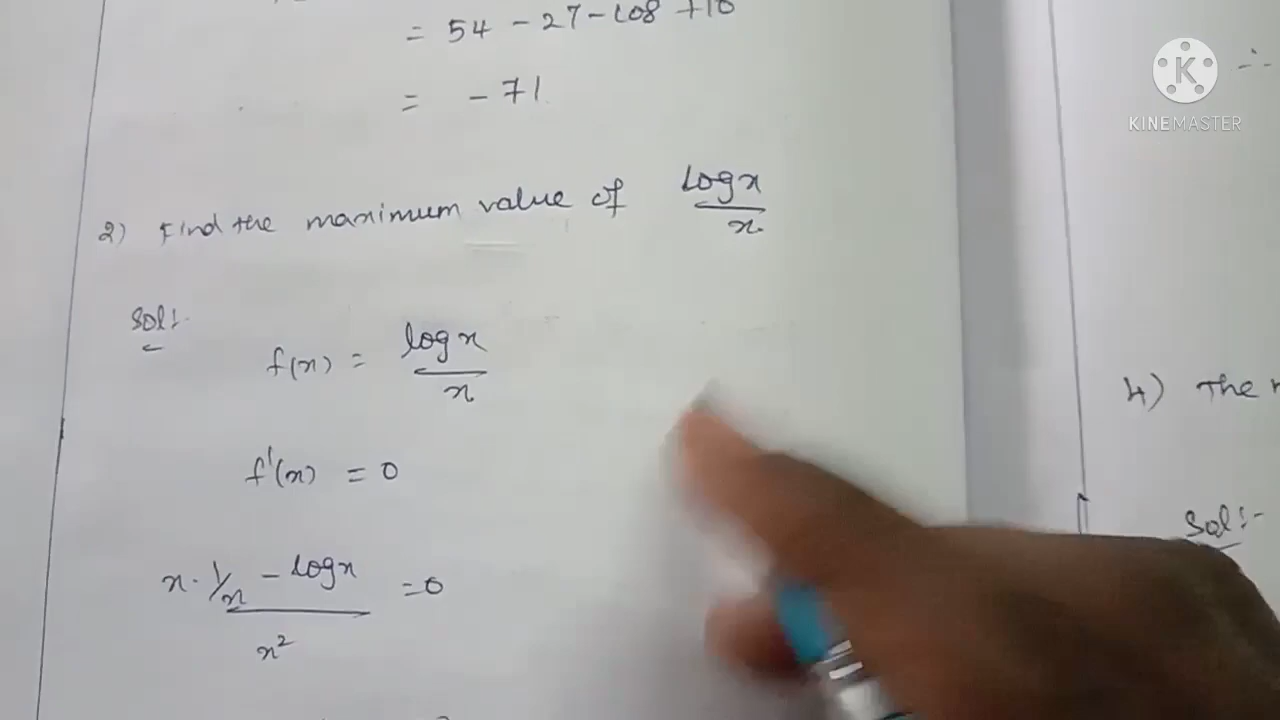 = 54 - 27 - 108 + 10
= - 71
2) Find the maximum value of log x / x.
Sol:-
f(x) = log x / x
f'(x) = 0
x. 1/x - log x / x² = 0
∴
4) The
Sol:-
K
KINEMASTER